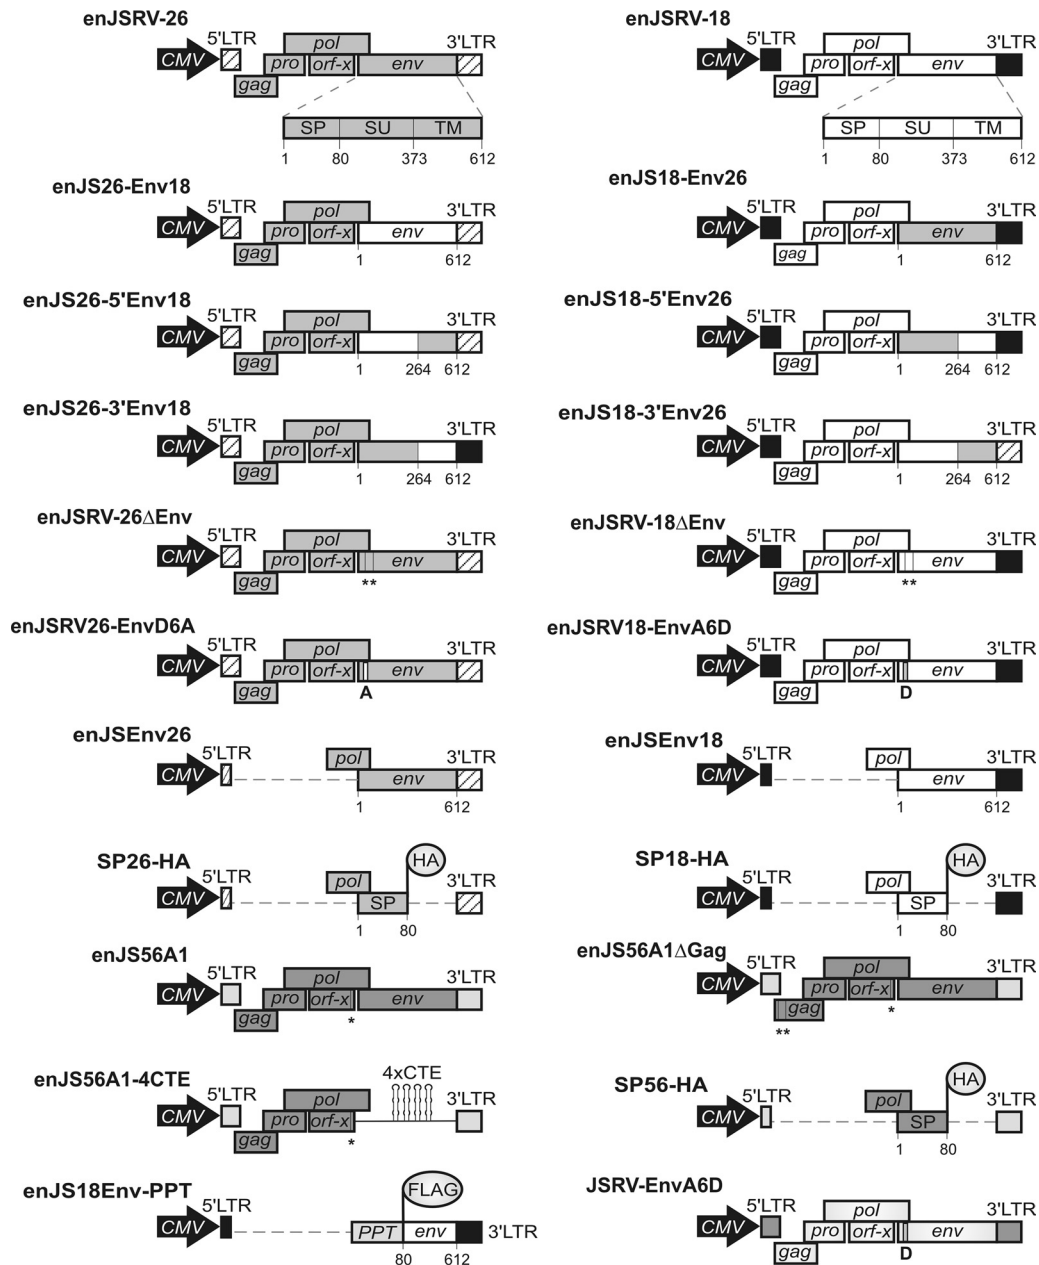 enJSRV-26
5'LTR pol 3'LTR
CMV pro orf-x env
gag
SP SU TM
1 80 373 612
enJSRV-18
5'LTR pol 3'LTR
CMV pro orf-x env
gag
SP SU TM
1 80 373 612
enJS26-Env18
5'LTR pol 3'LTR
CMV pro orf-x env
gag 1 612
enJS18-Env26
5'LTR pol 3'LTR
CMV pro orf-x env
gag 1 612
enJS26-5'Env18
5'LTR pol 3'LTR
CMV pro orf-x
gag 1 264 612
enJS18-5'Env26
5'LTR pol 3'LTR
CMV pro orf-x
gag 1 264 612
enJS26-3'Env18
5'LTR pol 3'LTR
CMV pro orf-x
gag 1 264 612
enJS18-3'Env26
5'LTR pol 3'LTR
CMV pro orf-x
gag 1 264 612
enJSRV-26ΔEnv
5'LTR pol 3'LTR
CMV pro orf-x env
gag **
enJSRV-18ΔEnv
5'LTR pol 3'LTR
CMV pro orf-x env
gag **
enJSRV26-EnvD6A
5'LTR pol 3'LTR
CMV pro orf-x env
gag A
enJSRV18-EnvA6D
5'LTR pol 3'LTR
CMV pro orf-x env
gag D
enJSEnv26
5'LTR pol 3'LTR
CMV env
1 612
enJSEnv18
5'LTR pol 3'LTR
CMV env
1 612
SP26-HA HA
5'LTR pol 3'LTR
CMV SP
1 80
SP18-HA HA
5'LTR pol 3'LTR
CMV SP
1 80
enJS56A1
5'LTR pol 3'LTR
CMV pro orf-x env
gag *
enJS56A1ΔGag
5'LTR pol 3'LTR
CMV pro orf-x env
gag *
**
enJS56A1-4CTE 4xCTE
5'LTR pol 3'LTR
CMV pro orf-x
gag *
SP56-HA HA
5'LTR pol 3'LTR
CMV SP
1 80
enJS18Env-PPT FLAG
5'LTR
CMV PPT env 3'LTR
80 612
JSRV-EnvA6D
5'LTR pol 3'LTR
CMV pro orf-x env
gag D